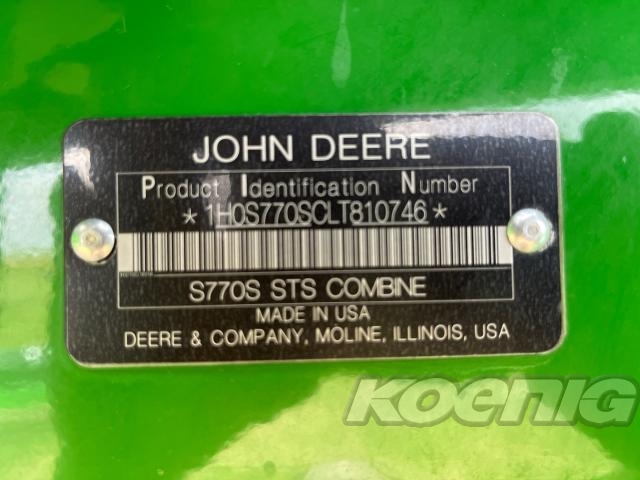 JOHN DEERE
Product Identification Number
*1H0S770SCLT810746*
S770S STS COMBINE
MADE IN USA
DEERE & COMPANY, MOLINE, ILLINOIS, USA
KOENIG